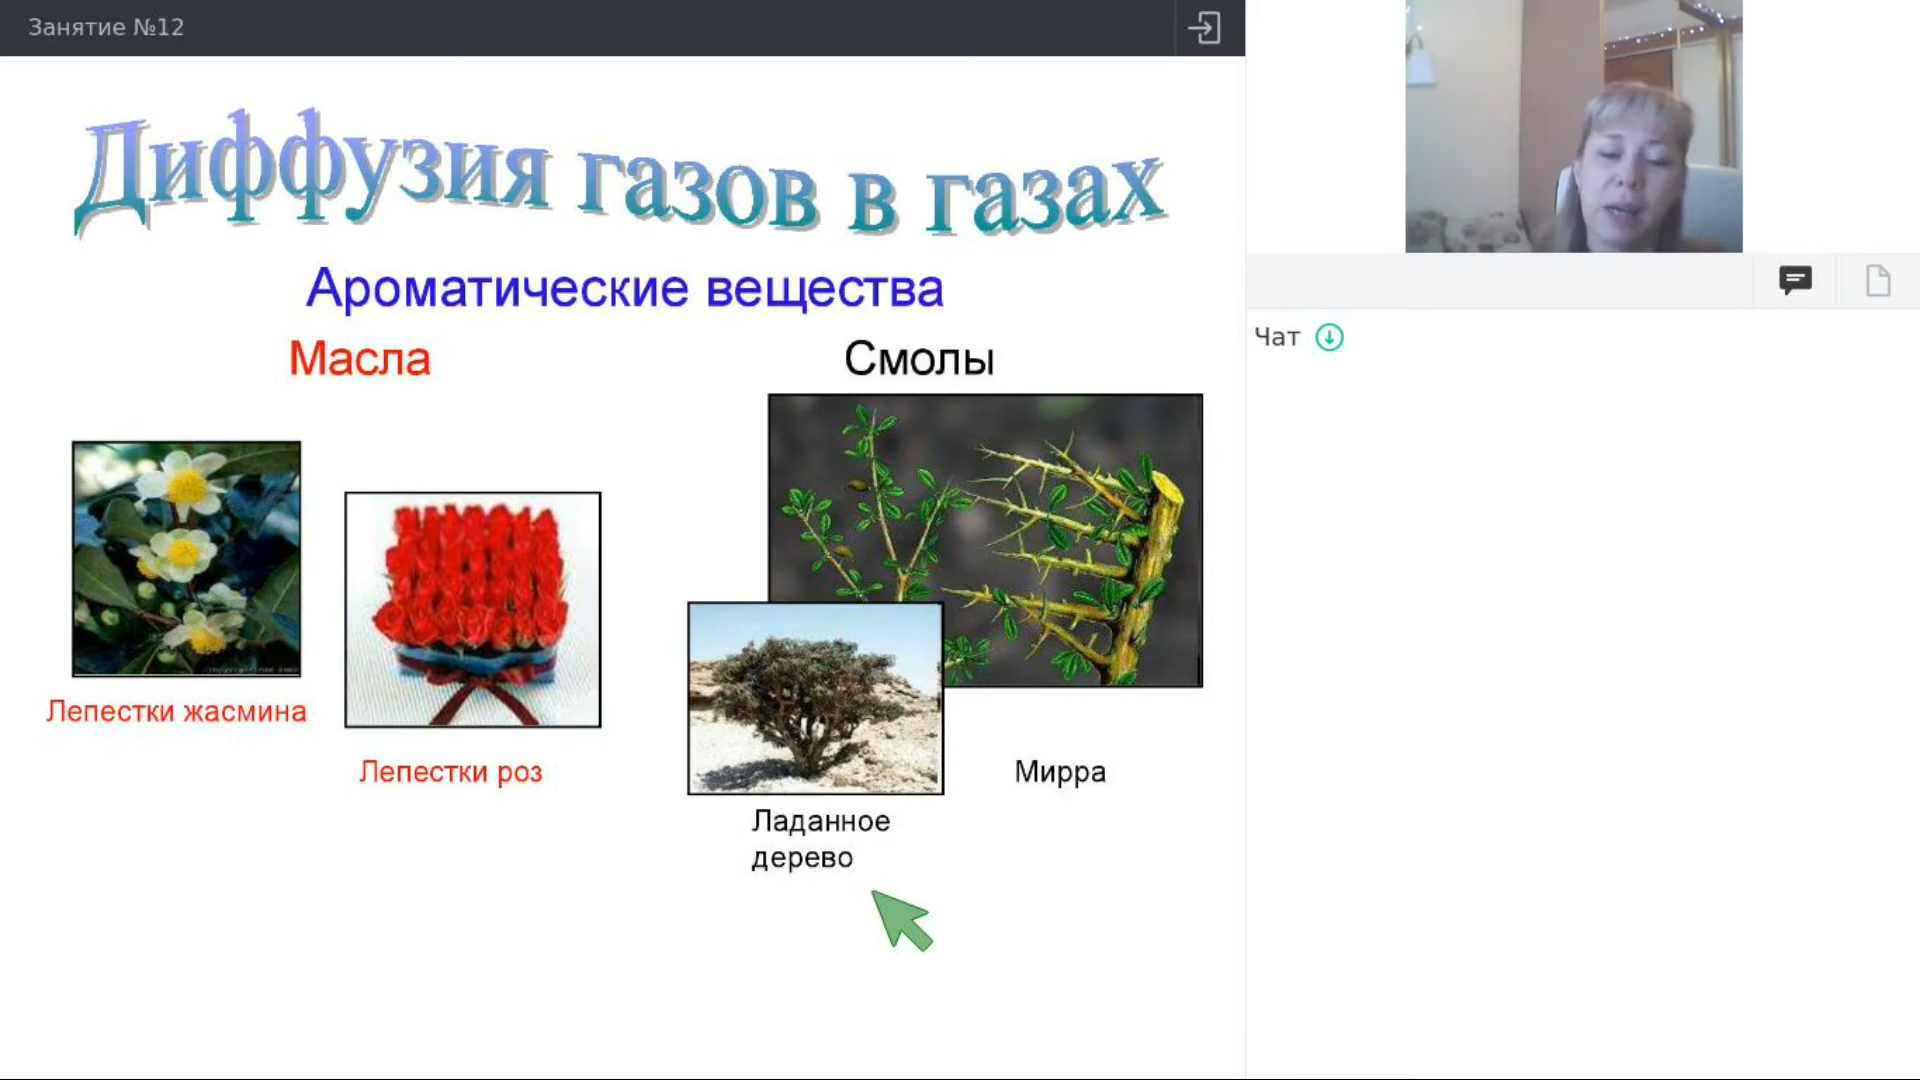 Занятие №12
Диффузия газов в газах
Ароматические вещества
Масла
Смолы
Лепестки жасмина
Лепестки роз
Мирра
Ладанное
дерево
Чат